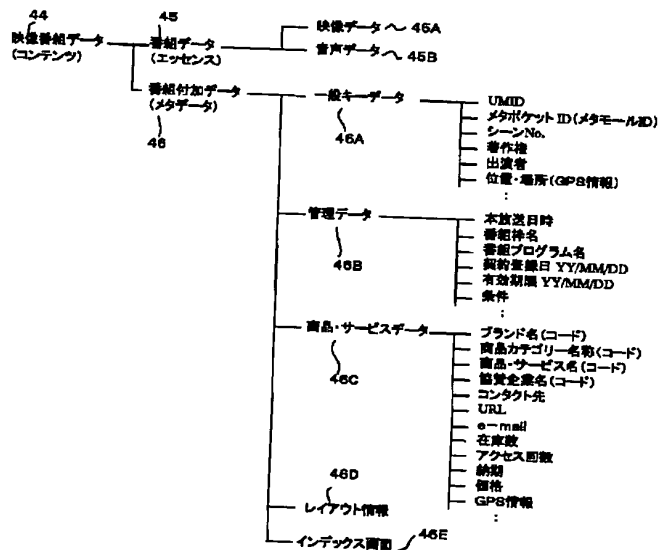 44
映像番組データ
(コンテンツ)
45
番組データ
(エッセンス)
映像データ 45A
音声データ 45B
番組付加データ
(メタデータ)
46
一般キーデータ
46A
UMID
メタポケット ID(メタモールID)
シーンNo.
著作権
出演者
位置・場所(GPS情報)
:
管理データ
46B
本放送日時
番組枠名
番組プログラム名
契約登録日 YY/MM/DD
有効期限 YY/MM/DD
条件
:
商品・サービスデータ
46C
ブランド名(コード)
商品カテゴリー名称(コード)
商品・サービス名(コード)
協賛企業名(コード)
コンタクト先
URL
e-mail
在庫数
アクセス回数
納期
価格
GPS情報
:
46D
レイアウト情報
インデックス画面 46E